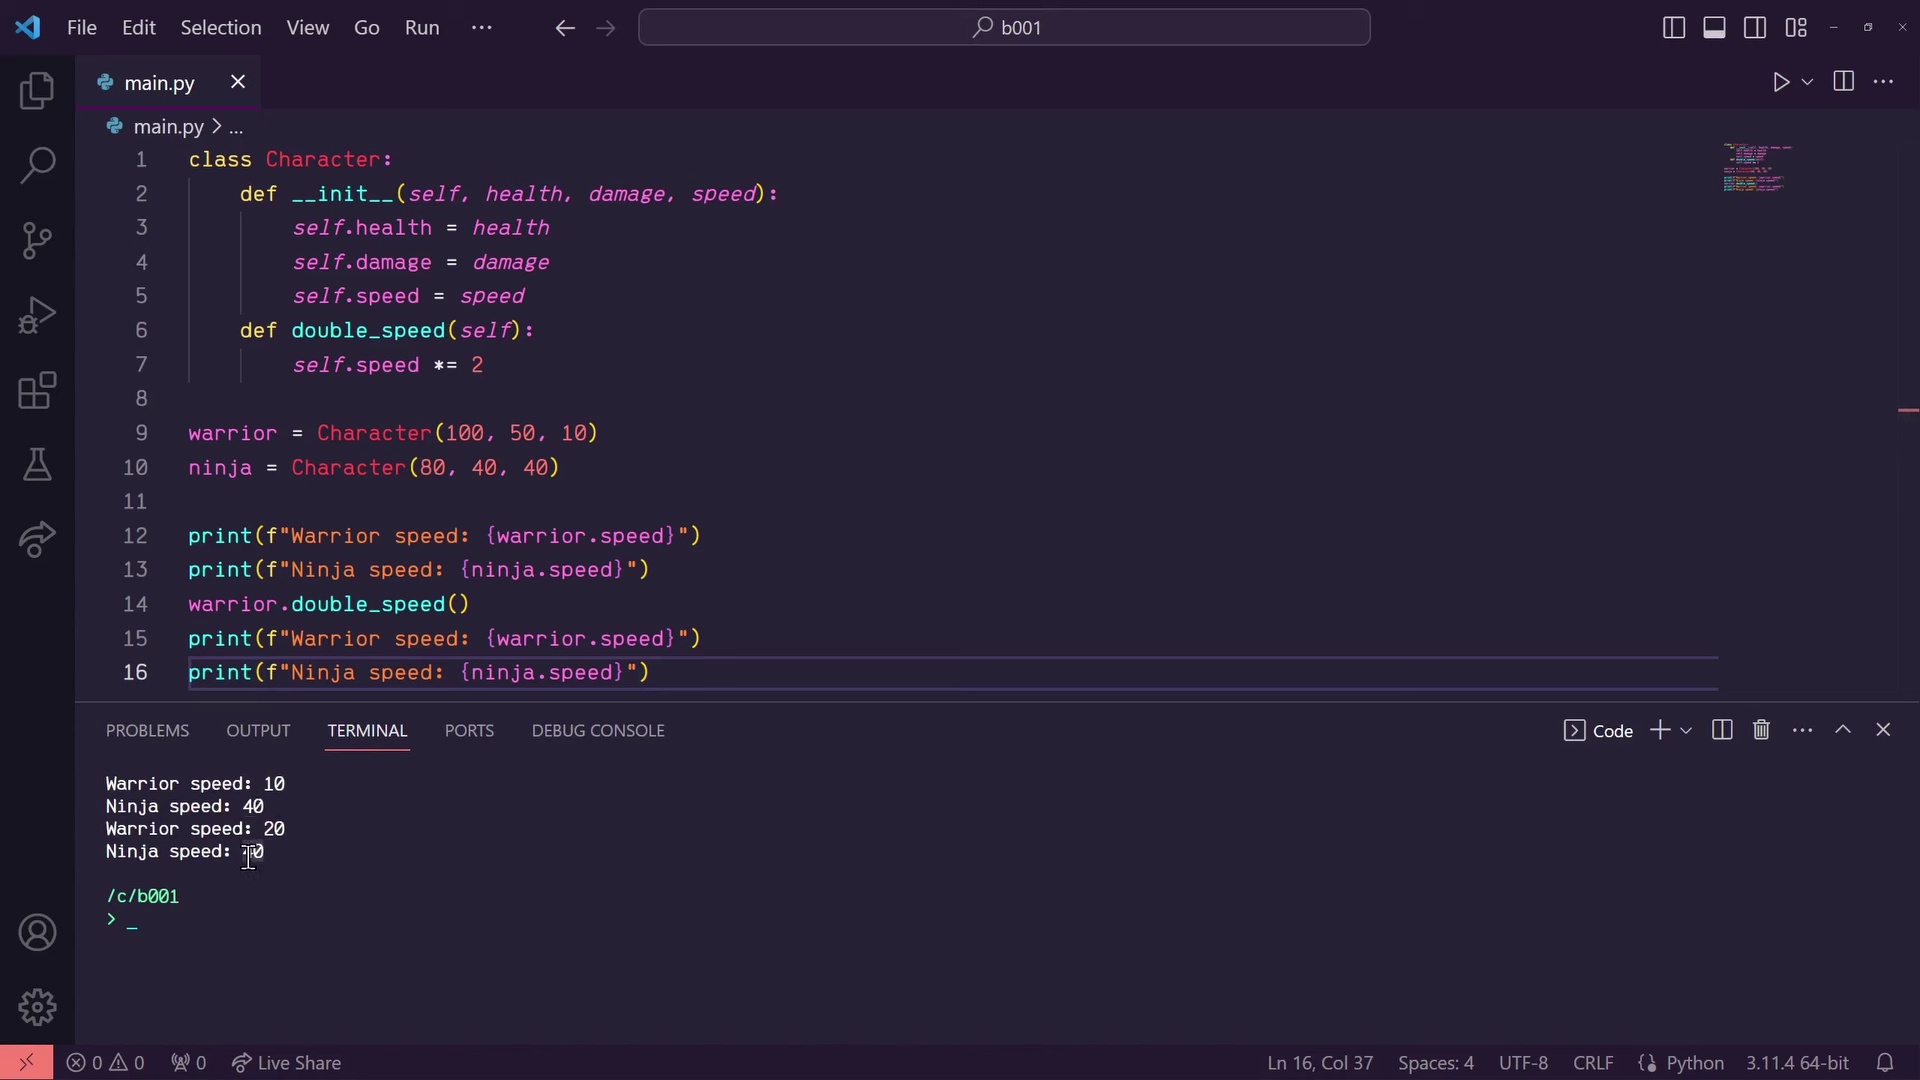 File Edit Selection View Go Run ··· b001
main.py
main.py > ...
1 class Character:
2     def __init__(self, health, damage, speed):
3         self.health = health
4         self.damage = damage
5         self.speed = speed
6     def double_speed(self):
7         self.speed *= 2
8
9 warrior = Character(100, 50, 10)
10 ninja = Character(80, 40, 40)
11
12 print(f"Warrior speed: {warrior.speed}")
13 print(f"Ninja speed: {ninja.speed}")
14 warrior.double_speed()
15 print(f"Warrior speed: {warrior.speed}")
16 print(f"Ninja speed: {ninja.speed}")
PROBLEMS OUTPUT TERMINAL PORTS DEBUG CONSOLE Code
Warrior speed: 10
Ninja speed: 40
Warrior speed: 20
Ninja speed:
/c/b001
> _
0 0 0 Live Share Ln 16, Col 37 Spaces: 4 UTF-8 CRLF {} Python 3.11.4 64-bit